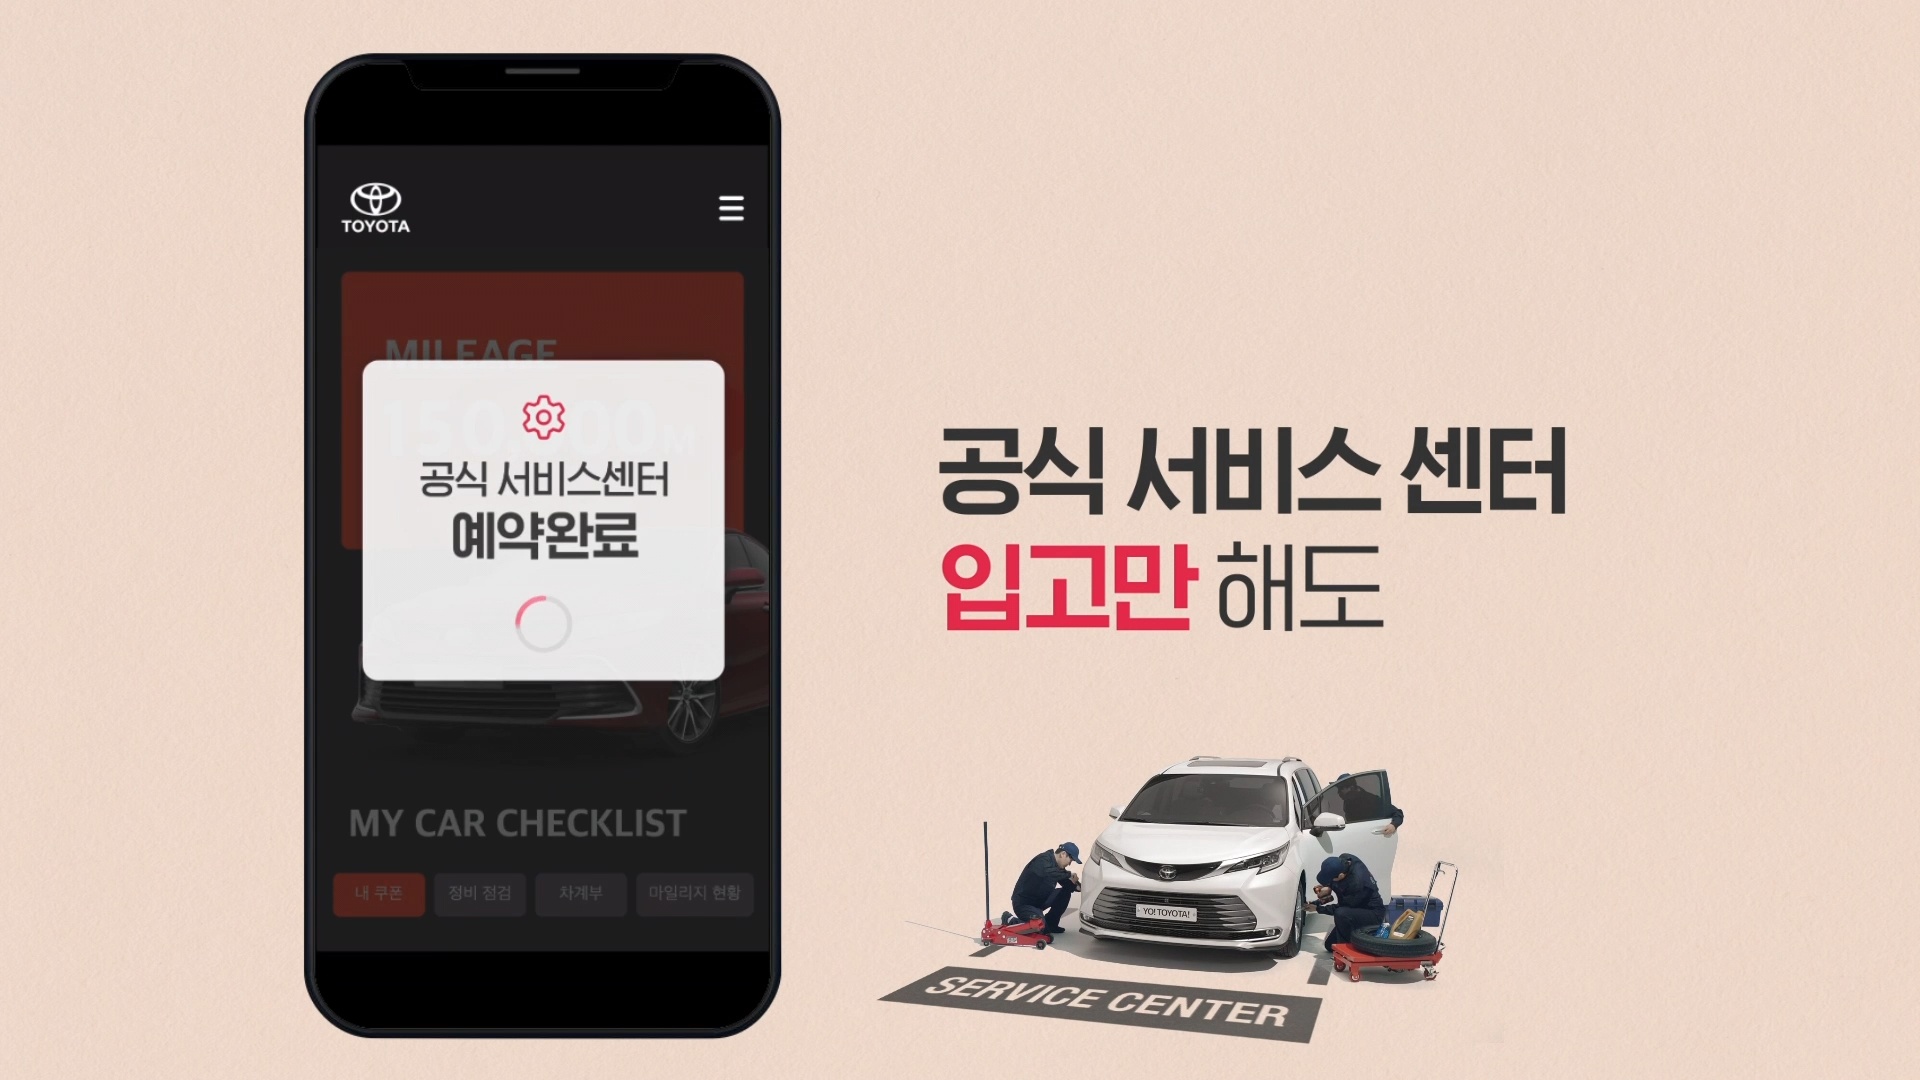 TOYOTA
MILEAGE
공식 서비스센터
예약완료
MY CAR CHECKLIST
내 쿠폰
정비 점검
차계부
마일리지 현황
공식 서비스 센터
입고만 해도
YO! TOYOTA!
SERVICE CENTER